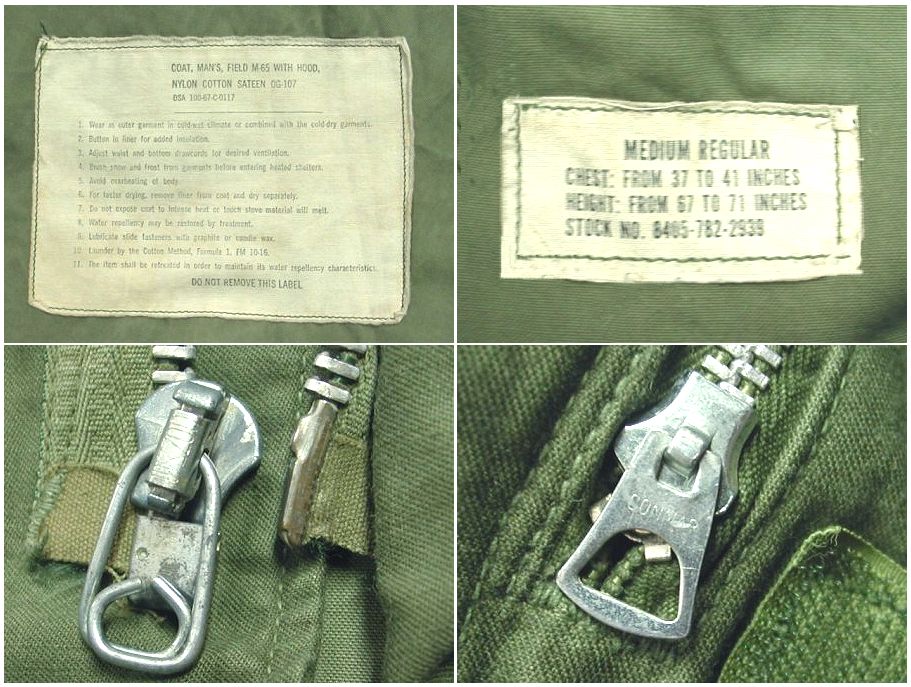 COAT, MAN'S, FIELD M-65 WITH HOOD,
NYLON COTTON SATEEN OG-107
DSA 100-67-C-0117
1. Wear as outer garment in cold-wet climate or combined with the cold-dry garments.
2. Button in liner for added insulation.
3. Adjust waist and bottom drawcords for desired ventilation.
4. Brush snow and frost from garments before entering heated shelters.
5. Avoid overheating of body.
6. For faster drying, remove liner from coat and dry separately.
7. Do not expose coat to intense heat or touch stove material will melt.
8. Water repellency may be restored by treatment.
9. Lubricate slide fasteners with graphite or candle wax.
10. Launder by the Cotton Method, Formula 1, FM 10-16.
11. The item shall be retreated in order to maintain its water repellency characteristics.
DO NOT REMOVE THIS LABEL
MEDIUM REGULAR
CHEST: FROM 37 TO 41 INCHES
HEIGHT: FROM 67 TO 71 INCHES
STOCK NO. 8405-782-2939